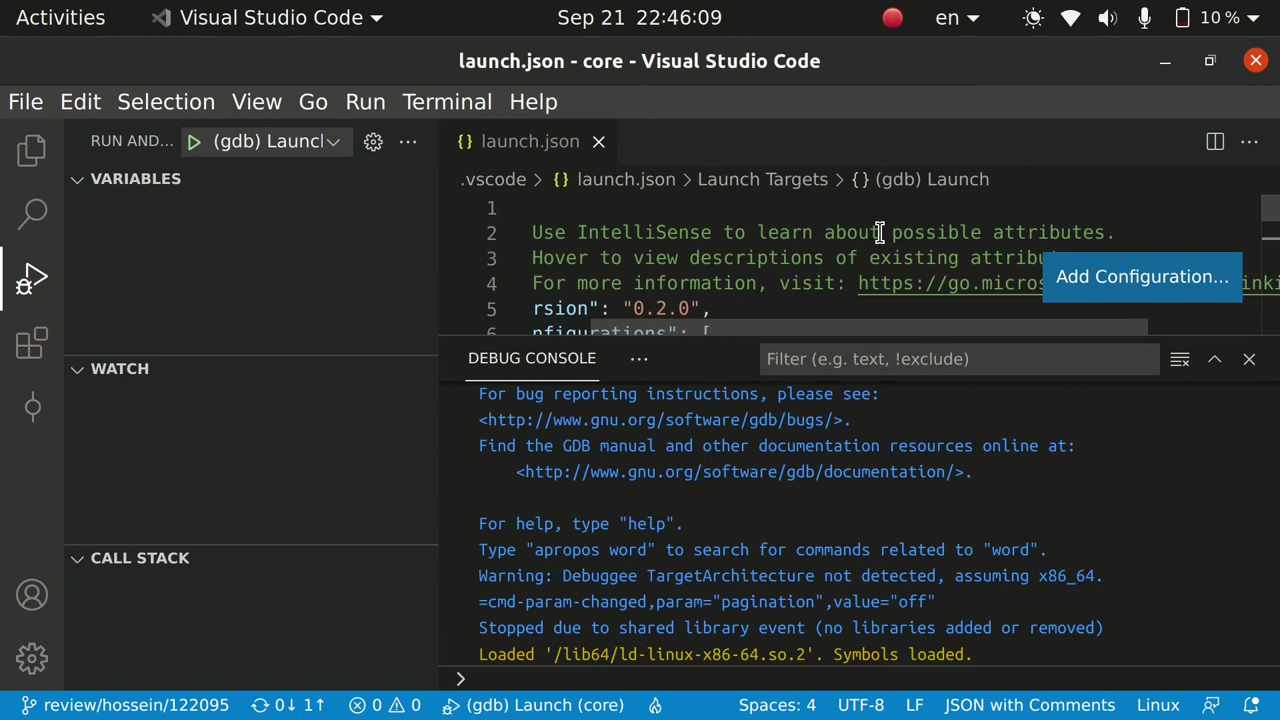 Activities
Visual Studio Code
Sep 21 22:46:09
en
10 %
launch.json - core - Visual Studio Code
File Edit Selection View Go Run Terminal Help
RUN AND...
(gdb) Launcl
launch.json
VARIABLES
WATCH
CALL STACK
.vscode > {} launch.json > Launch Targets > {} (gdb) Launch
1
2 Use IntelliSense to learn about possible attributes.
3 Hover to view descriptions of existing
4 For more information, visit: https://go.micros
5 rsion": "0.2.0",
6 nfigurations": [
Add Configuration...
DEBUG CONSOLE
Filter (e.g. text, !exclude)
For bug reporting instructions, please see:
<http://www.gnu.org/software/gdb/bugs/>.
Find the GDB manual and other documentation resources online at:
<http://www.gnu.org/software/gdb/documentation/>.
For help, type "help".
Type "apropos word" to search for commands related to "word".
Warning: Debuggee TargetArchitecture not detected, assuming x86_64.
=cmd-param-changed,param="pagination",value="off"
Stopped due to shared library event (no libraries added or removed)
Loaded '/lib64/ld-linux-x86-64.so.2'. Symbols loaded.
>
review/hossein/122095 0↓ 1↑ 0 0 (gdb) Launch (core) Spaces: 4 UTF-8 LF JSON with Comments Linux